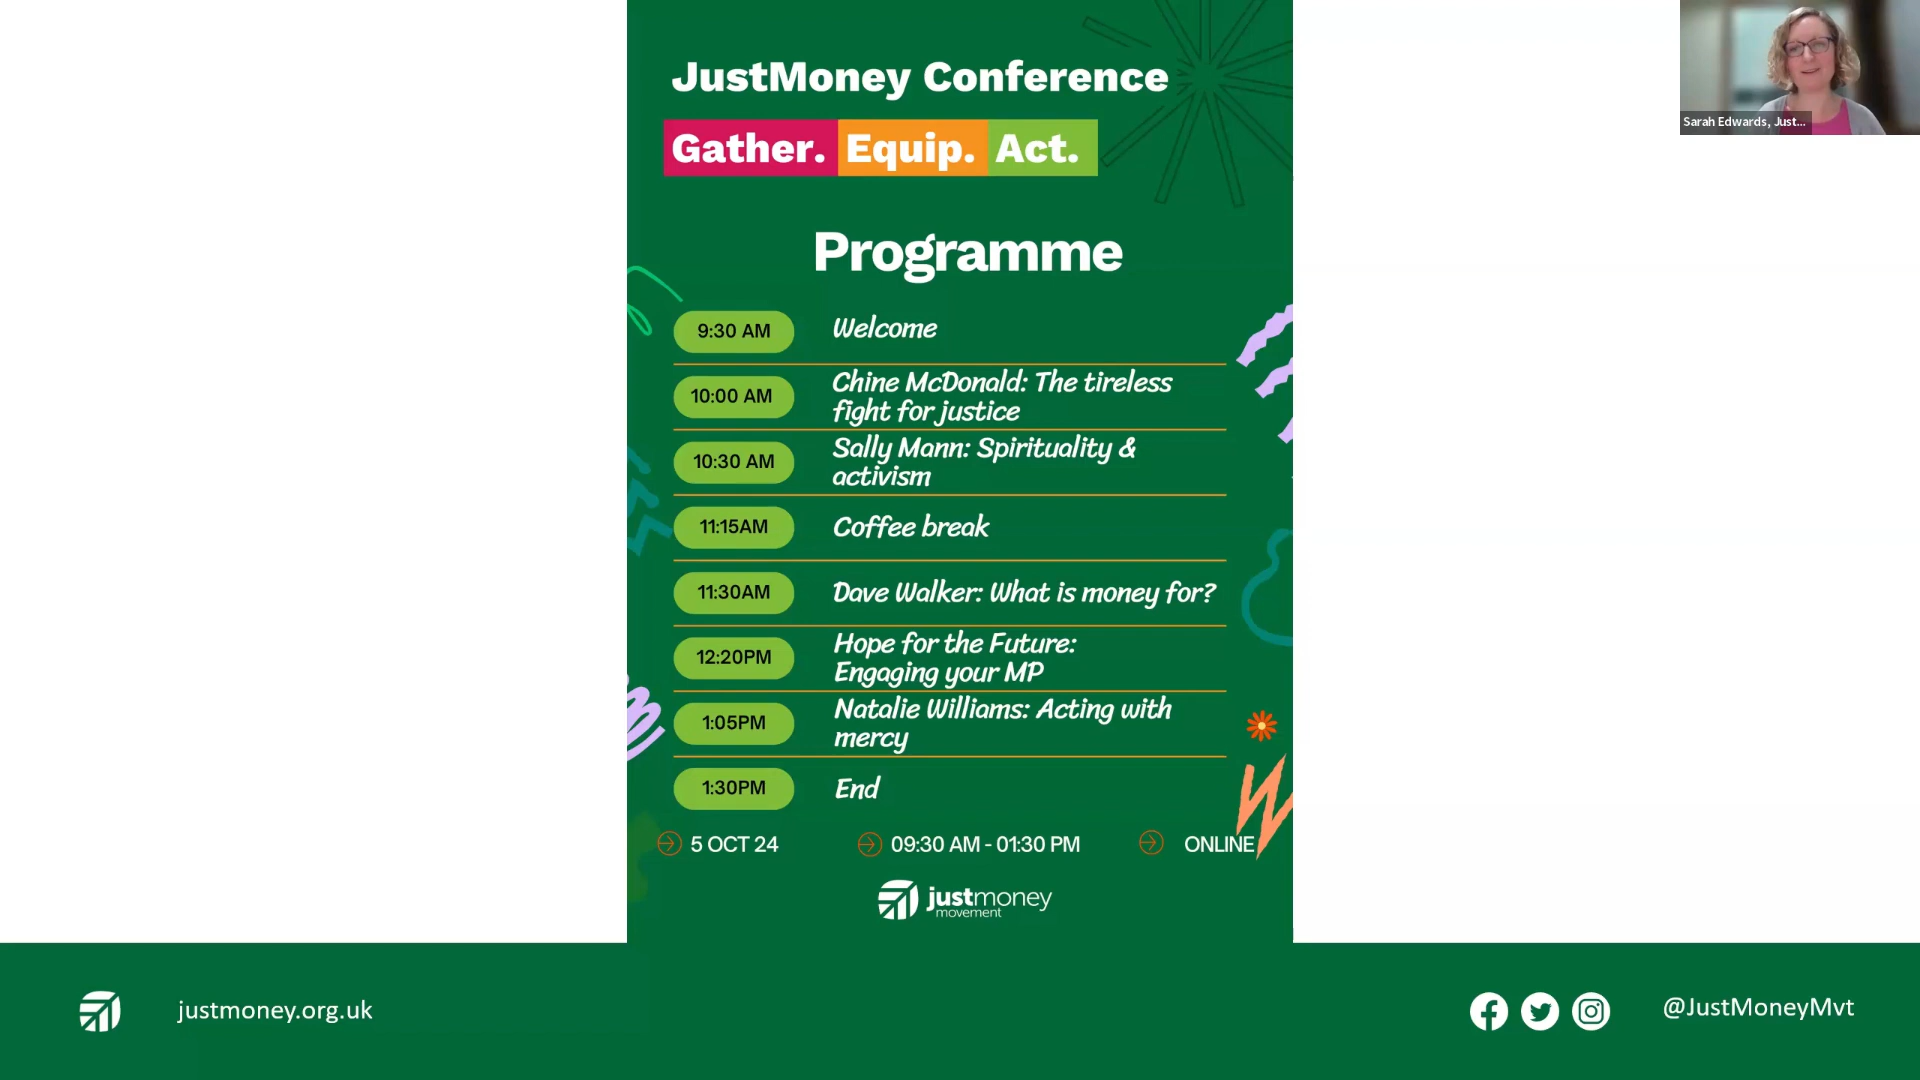 JustMoney Conference
Gather. Equip. Act.
Programme
9:30 AM Welcome
10:00 AM Chine McDonald: The tireless
fight for justice
10:30 AM Sally Mann: Spirituality &
activism
11:15AM Coffee break
11:30AM Dave Walker: What is money for?
12:20PM Hope for the Future:
Engaging your MP
1:05PM Natalie Williams: Acting with
mercy
1:30PM End
5 OCT 24 09:30 AM - 01:30 PM ONLINE
justmoney
movement
justmoney.org.uk
@JustMoneyMvt
Sarah Edwards, Just...